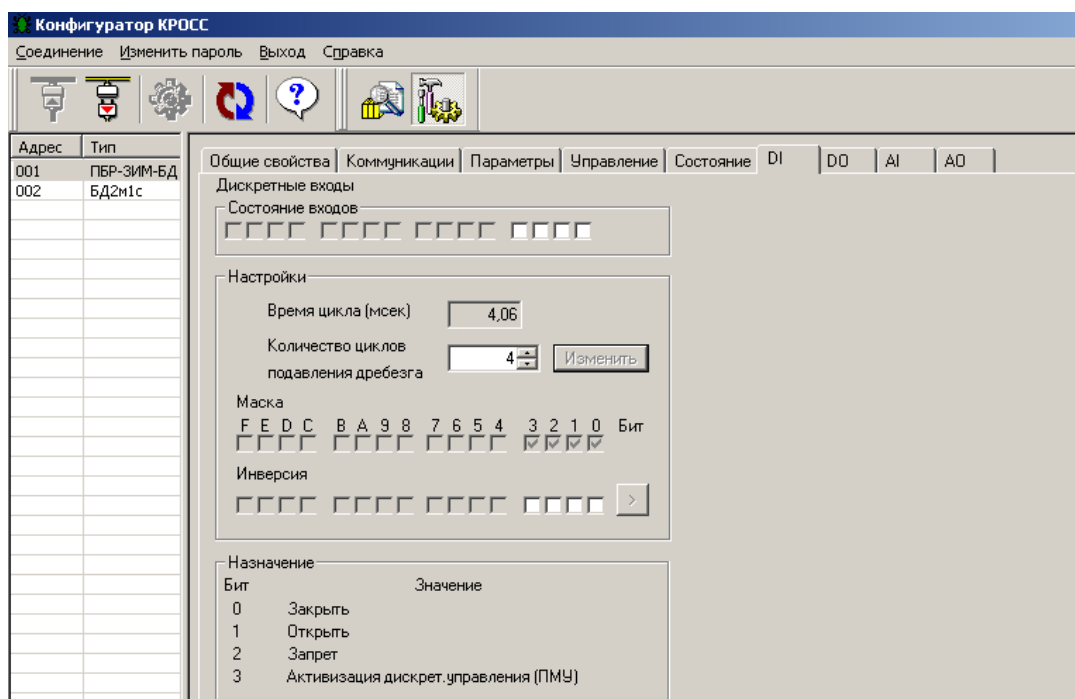 Конфигуратор КРОСС
Соединение Изменить пароль Выход Справка
Адрес Тип
001 ПБР-ЗИМ-БД
002 БД2м1с
Общие свойства Коммуникации Параметры Управление Состояние DI DO AI AO
Дискретные входы
Состояние входов
Настройки
Время цикла (мсек) 4,06
Количество циклов
подавления дребезга
4 Изменить
Маска
F E D C B A 9 8 7 6 5 4 3 2 1 0 Бит
Инверсия
>
Назначение
Бит Значение
0 Закрыть
1 Открыть
2 Запрет
3 Активизация дискрет.управления (ПМУ)